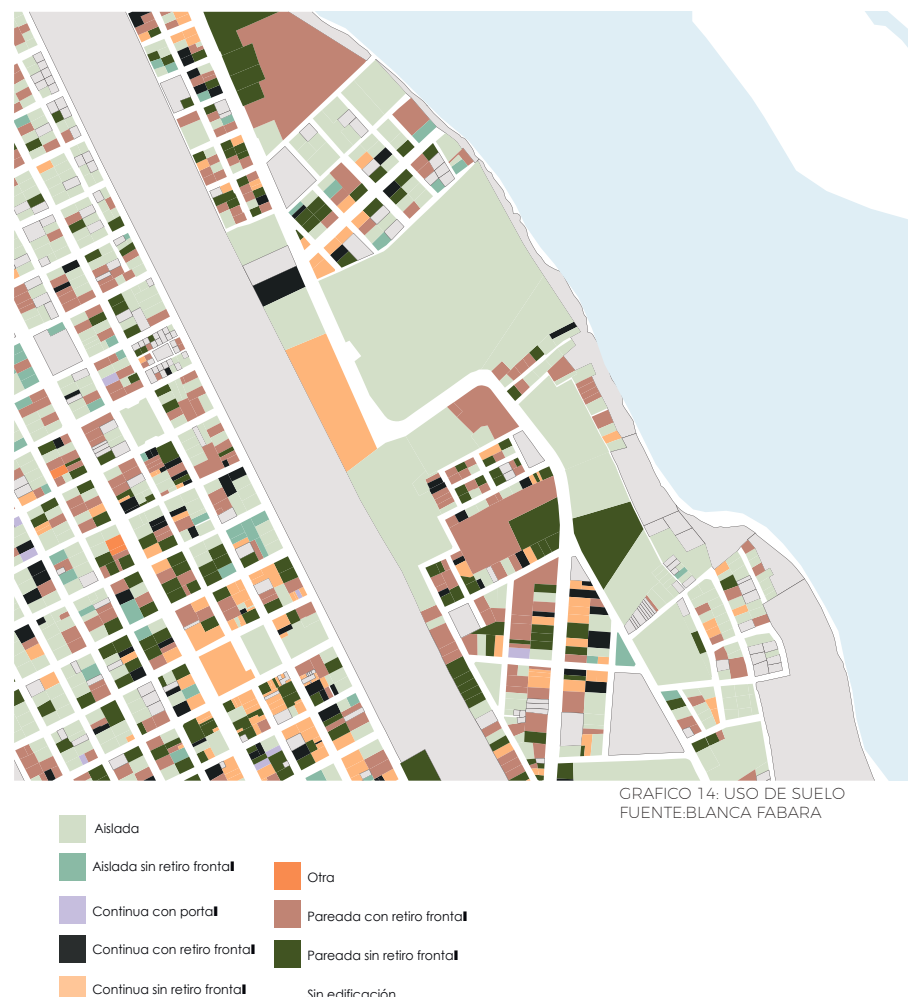 GRAFICO 14: USO DE SUELO
FUENTE:BLANCA FABARA
Aislada
Aislada sin retiro frontal
Continua con portal
Continua con retiro frontal
Continua sin retiro frontal
Otra
Pareada con retiro frontal
Pareada sin retiro frontal
Sin edificación